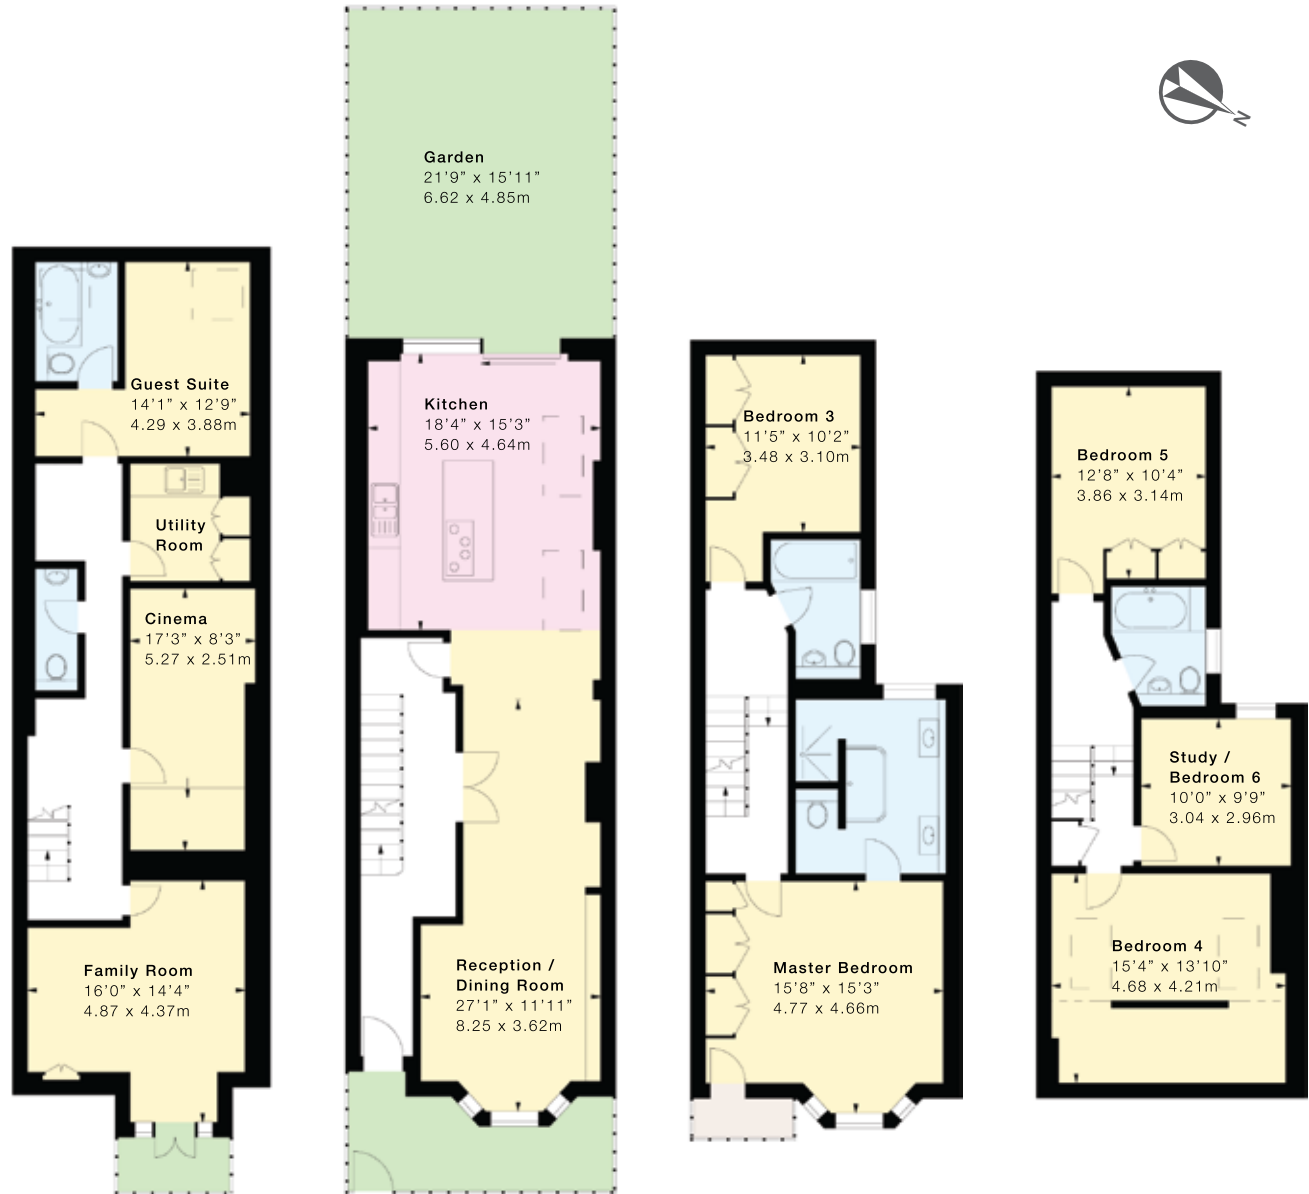 N
Garden
21'9" x 15'11"
6.62 x 4.85m
Guest Suite
14'1" x 12'9"
4.29 x 3.88m
Utility
Room
Cinema
17'3" x 8'3"
5.27 x 2.51m
Family Room
16'0" x 14'4"
4.87 x 4.37m
Kitchen
18'4" x 15'3"
5.60 x 4.64m
Reception /
Dining Room
27'1" x 11'11"
8.25 x 3.62m
Bedroom 3
11'5" x 10'2"
3.48 x 3.10m
Master Bedroom
15'8" x 15'3"
4.77 x 4.66m
Bedroom 5
12'8" x 10'4"
3.86 x 3.14m
Study /
Bedroom 6
10'0" x 9'9"
3.04 x 2.96m
Bedroom 4
15'4" x 13'10"
4.68 x 4.21m